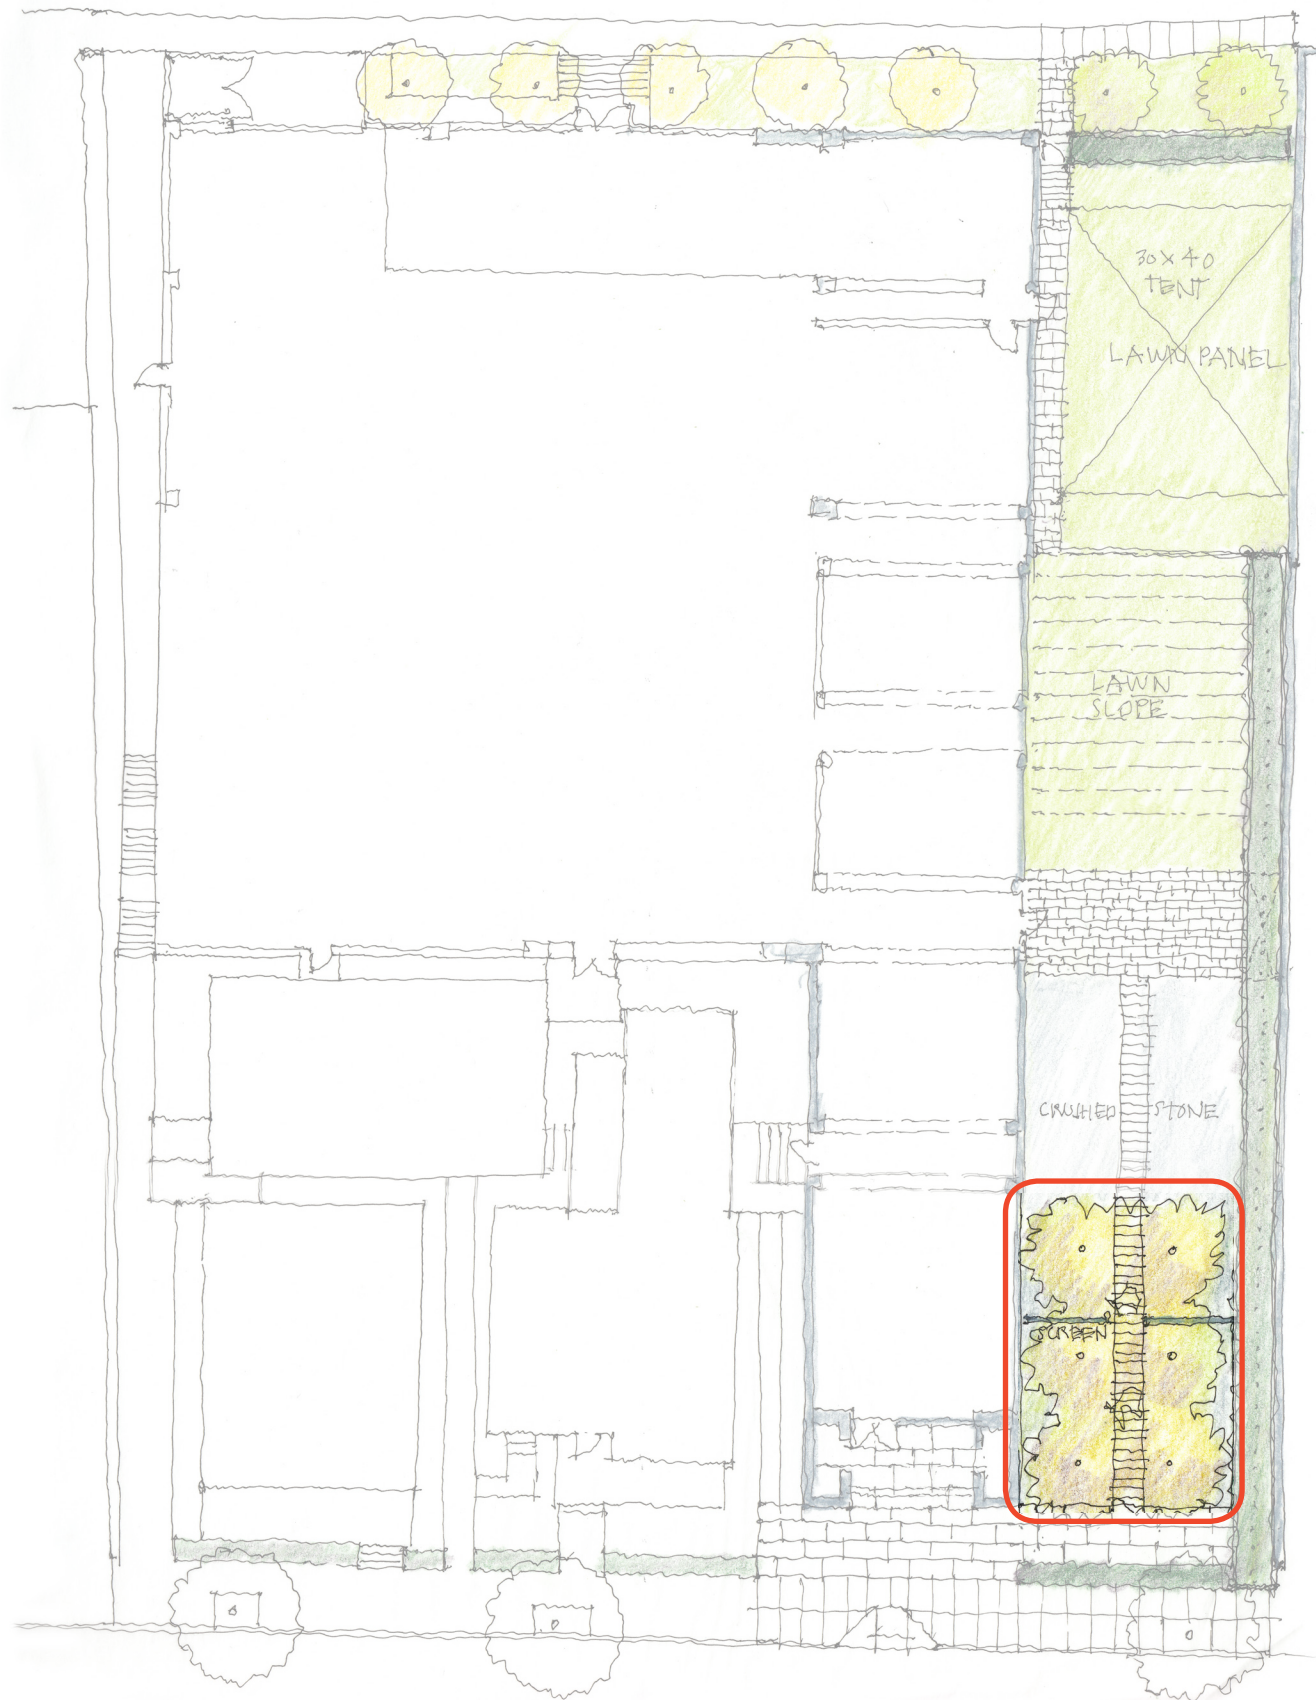 30 X 40
TENT
LAWN PANEL
LAWN
SLOPE
CRUSHED STONE
SCREEN